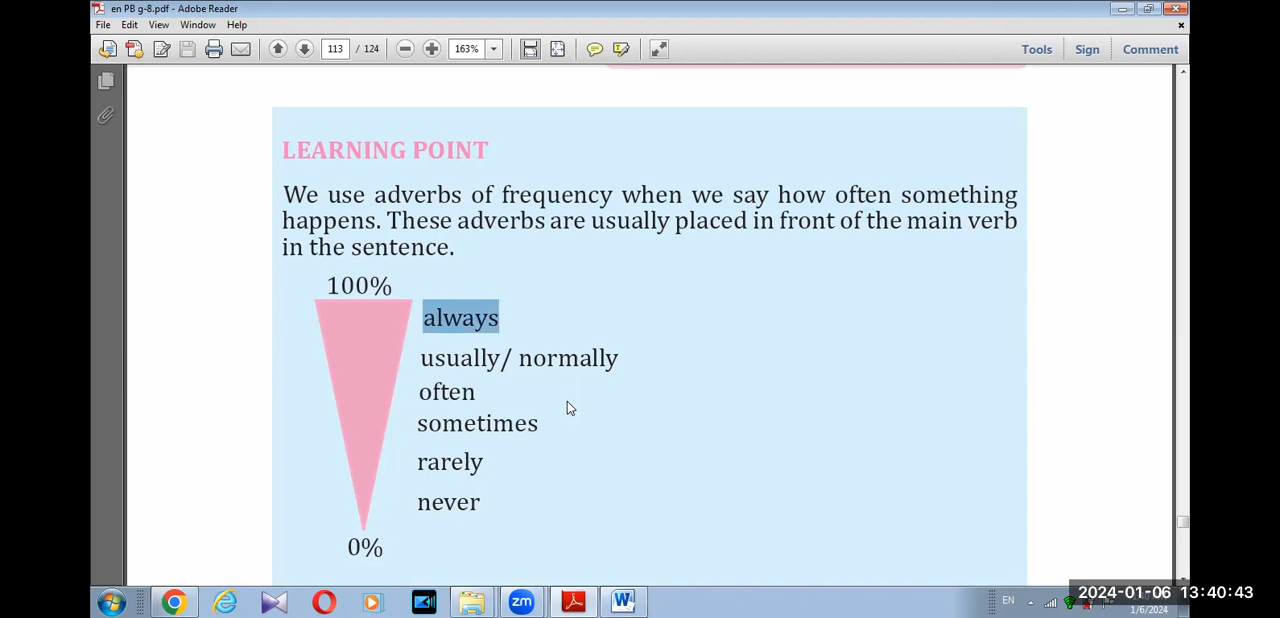 en PB g-8.pdf - Adobe Reader
File Edit View Window Help
113 / 124 163% Tools Sign Comment
LEARNING POINT
We use adverbs of frequency when we say how often something
happens. These adverbs are usually placed in front of the main verb
in the sentence.
100%
always
usually/ normally
often
sometimes
rarely
never
0%
zm
EN
2024-01-06 13:40:43
1/6/2024